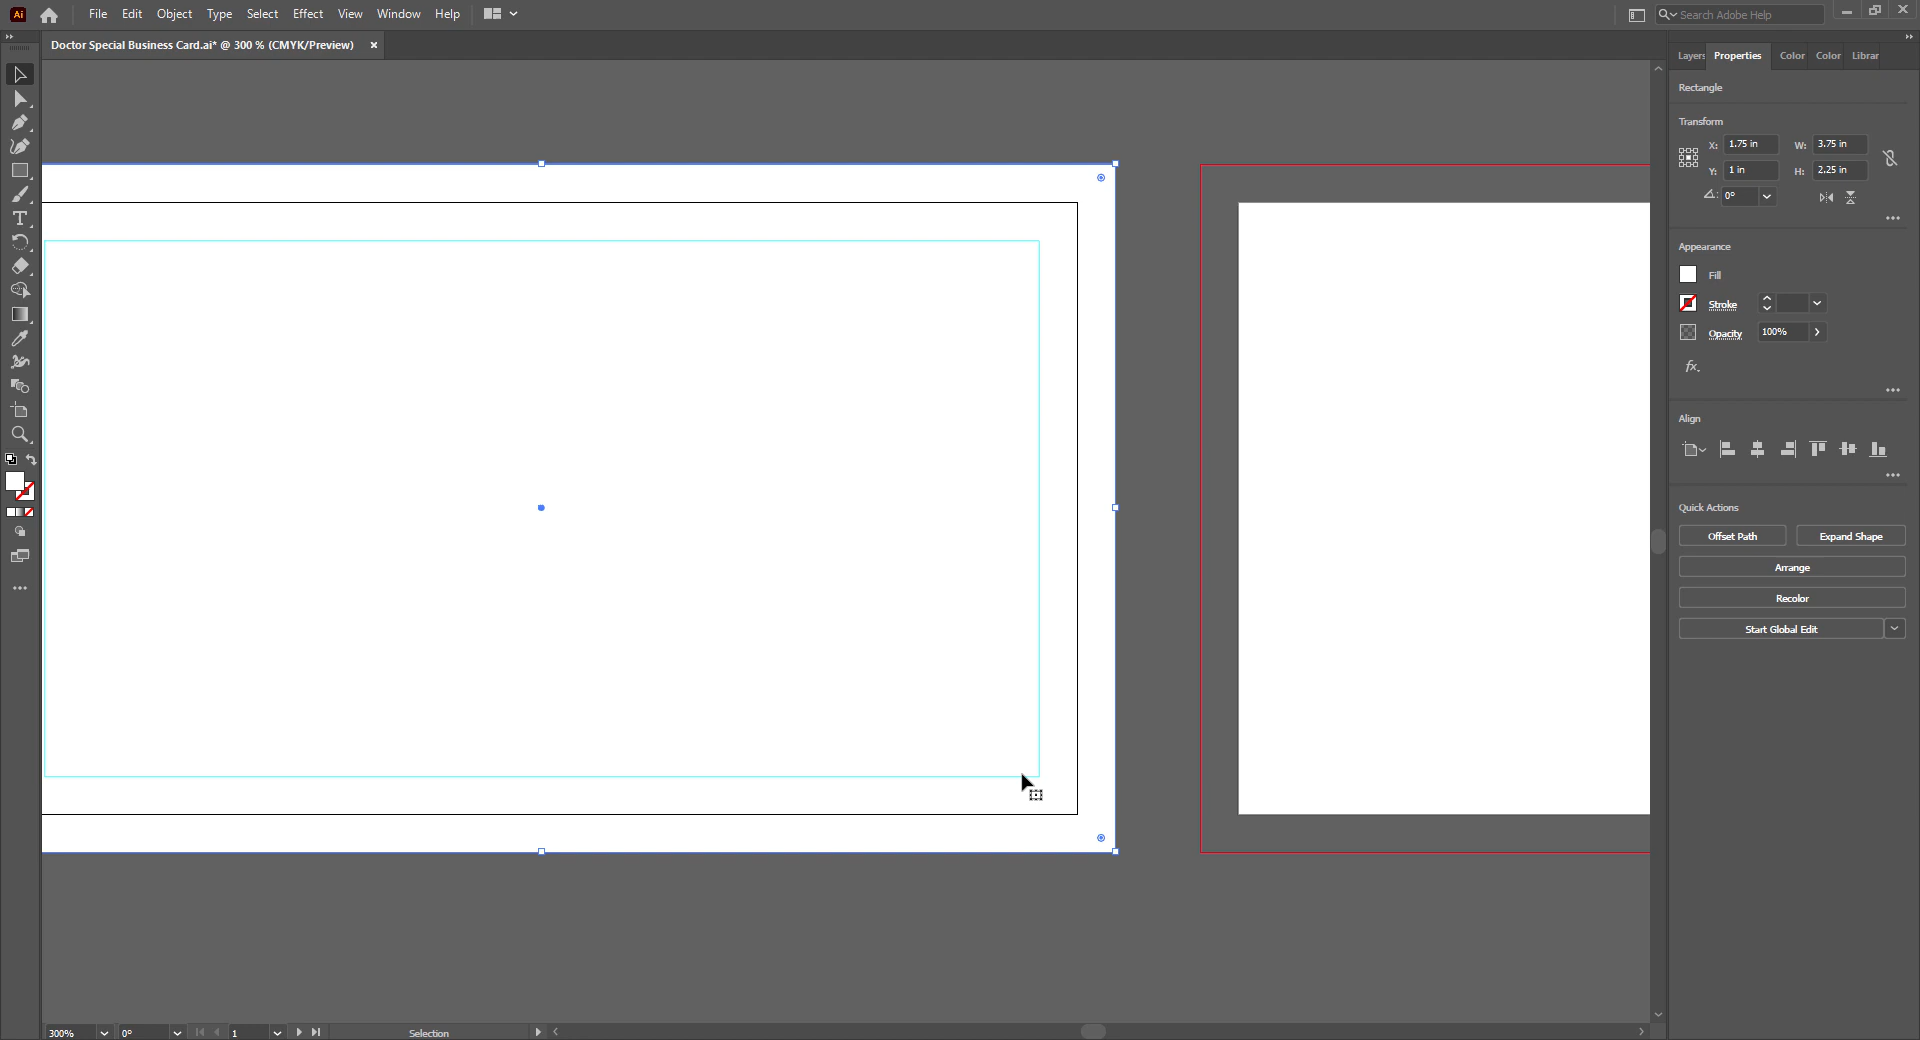 Ai File Edit Object Type Select Effect View Window Help Search Adobe Help
Doctor Special Business Card.ai* @ 300 % (CMYK/Preview) ×
Layers Properties Color Color Librar
Rectangle
Transform
X: 1.75 in W: 3.75 in
Y: 1 in H: 2.25 in
0°
Appearance
Fill
Stroke
Opacity 100%
fx.
Align
Quick Actions
Offset Path Expand Shape
Arrange
Recolor
Start Global Edit
300% 0° 1 Selection